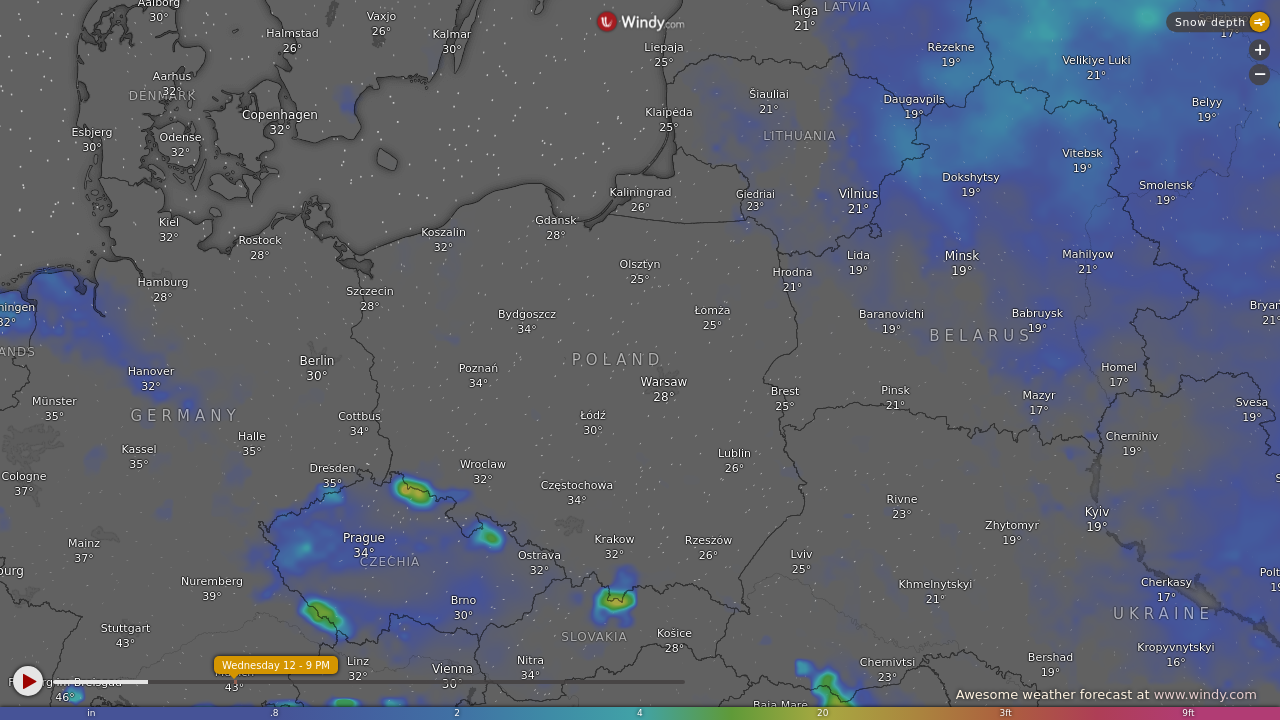 Aalborg
30°
Vaxjo
26°
Halmstad
26°
Kalmar
30°
Windy.com
Riga
21°
LATVIA
Snow depth
17°
+
−
Liepaja
25°
Rēzekne
19°
Velikiye Luki
21°
Aarhus
32°
DENMARK
Šiauliai
21°
Daugavpils
19°
Belyy
19°
Copenhagen
32°
Klaipėda
25°
Esbjerg
30°
Odense
32°
LITHUANIA
Vitebsk
19°
Dokshytsy
19°
Smolensk
19°
Kaliningrad
26°
Giedriai
23°
Vilnius
21°
Kiel
32°
Gdansk
28°
Koszalin
32°
Rostock
28°
Lida
19°
Minsk
19°
Mahilyow
21°
Olsztyn
25°
Hrodna
21°
Hamburg
28°
Szczecin
28°
ningen
32°
Bydgoszcz
34°
Łomża
25°
Baranovichi
19°
Babruysk
19°
Bryan
21°
BELARUS
ANDS
Berlin
30°
POLAND
Hanover
32°
Poznań
34°
Warsaw
28°
Homel
17°
Brest
25°
Pinsk
21°
Mazyr
17°
Münster
35°
GERMANY
Cottbus
34°
Łódź
30°
Svesa
19°
Halle
35°
Chernihiv
19°
Kassel
35°
Lublin
26°
Dresden
35°
Wroclaw
32°
Cologne
37°
Częstochowa
34°
S
Rivne
23°
Kyiv
19°
Zhytomyr
19°
Mainz
37°
Prague
34°
Krakow
32°
Rzeszów
26°
Ostrava
32°
Lviv
25°
CZECHIA
burg
Polt
19°
Nuremberg
39°
Khmelnytskyi
21°
Cherkasy
17°
Brno
30°
UKRAINE
Stuttgart
43°
SLOVAKIA
Košice
28°
Kropyvnytskyi
16°
Wednesday 12 - 9 PM
Linz
32°
Vienna
30°
Nitra
34°
Chernivtsi
23°
Bershad
19°
43°
46°
Awesome weather forecast at www.windy.com
Baia Mare
in .8 2 4 20 3ft 9ft